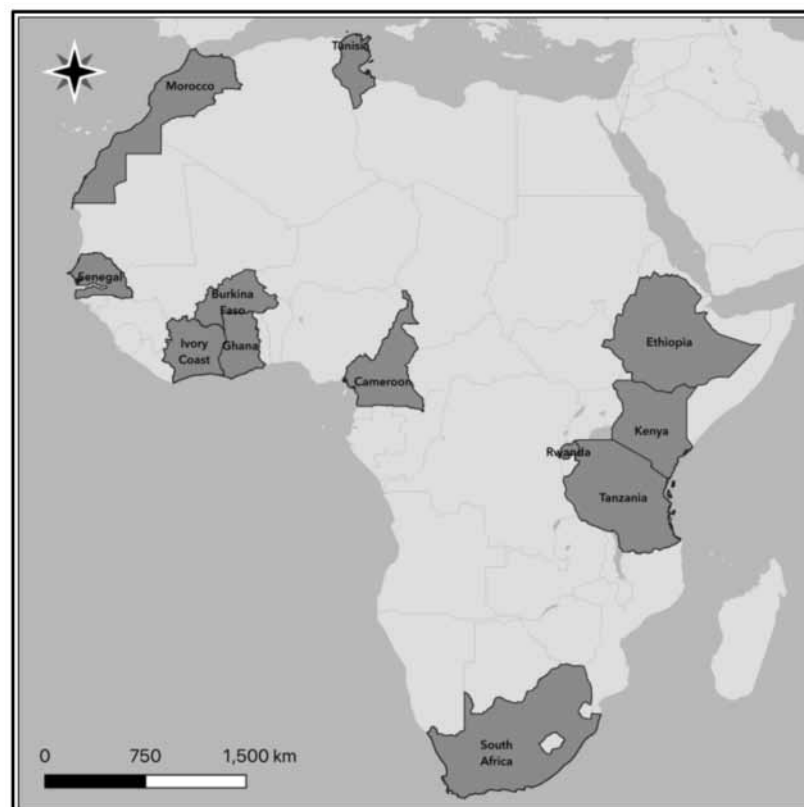 Tunisia
Morocco
Senegal
Burkina
Faso
Ivory
Coast
Ghana
Cameroon
Ethiopia
Kenya
Rwanda
Tanzania
South
Africa
0 750 1,500 km